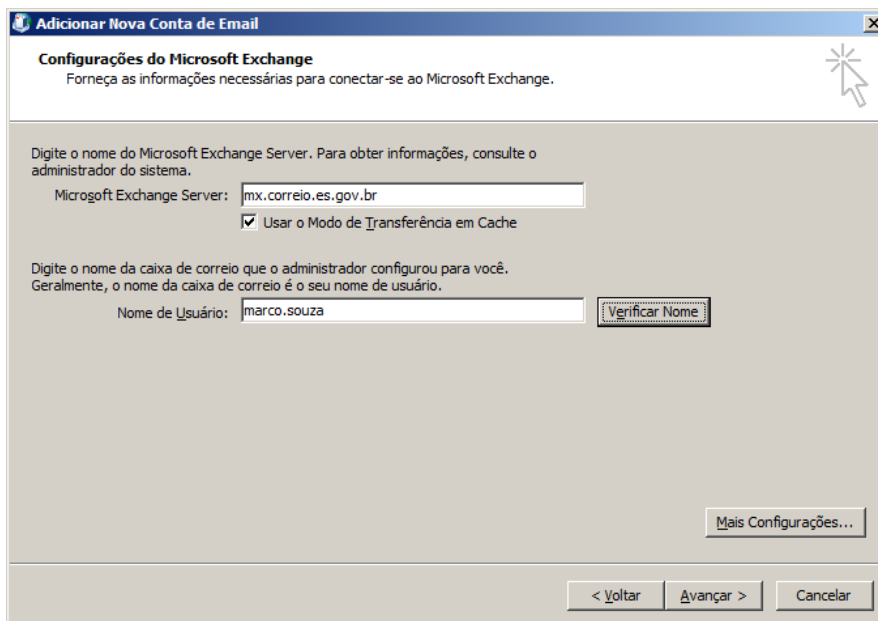 Adicionar Nova Conta de Email
Configurações do Microsoft Exchange
Forneça as informações necessárias para conectar-se ao Microsoft Exchange.
Digite o nome do Microsoft Exchange Server. Para obter informações, consulte o
administrador do sistema.
Microsoft Exchange Server: mx.correio.es.gov.br
Usar o Modo de Transferência em Cache
Digite o nome da caixa de correio que o administrador configurou para você.
Geralmente, o nome da caixa de correio é o seu nome de usuário.
Nome de Usuário: marco.souza Verificar Nome
Mais Configurações...
< Voltar Avançar > Cancelar